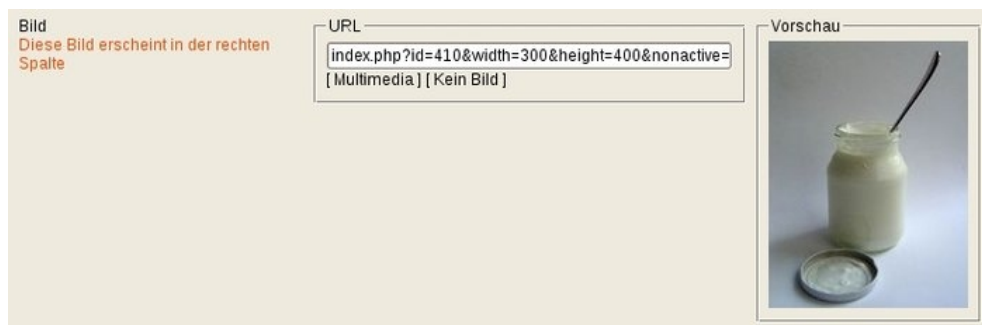 Bild
Diese Bild erscheint in der rechten
Spalte
URL
index.php?id=410&width=300&height=400&nonactive=
[ Multimedia ] [ Kein Bild ]
Vorschau